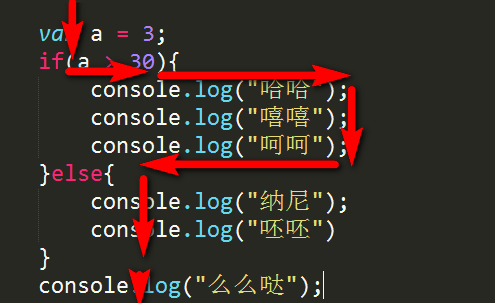 var a = 3;
if(a > 30){
console.log("哈哈");
console.log("嘻嘻");
console.log("呵呵");
}else{
console.log("纳尼");
console.log("呸呸")
}
console.log("么么哒");